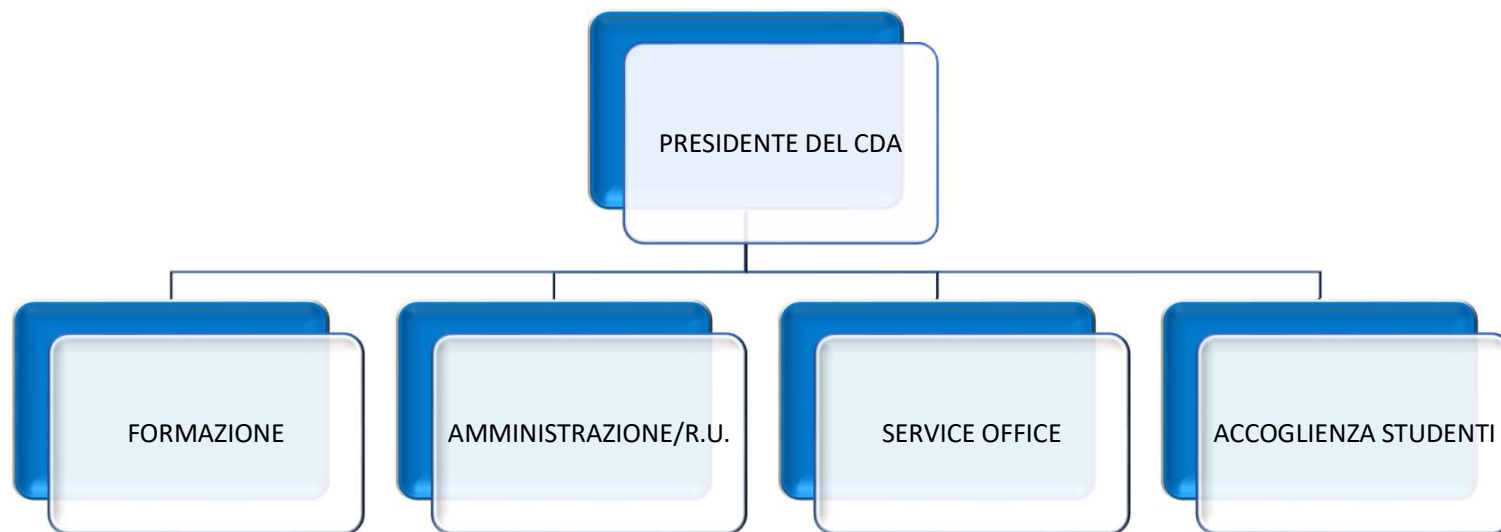 PRESIDENTE DEL CDA
FORMAZIONE
AMMINISTRAZIONE/R.U.
SERVICE OFFICE
ACCOGLIENZA STUDENTI